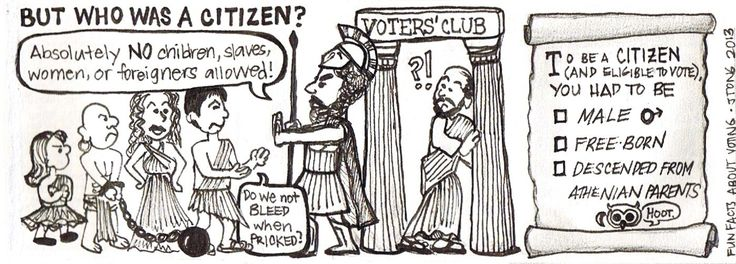 BUT WHO WAS A CITIZEN?
Absolutely NO children, slaves,
women, or foreigners allowed!
Do we not
BLEED
when
PRICKED?
VOTERS' CLUB
?!
TO BE A CITIZEN
(AND ELIGIBLE TO VOTE),
YOU HAD TO BE
MALE ♂
FREE-BORN
DESCENDED FROM
ATHENIAN PARENTS
HOOT.
FUN FACTS ABOUT VOTING - JTONG 2013